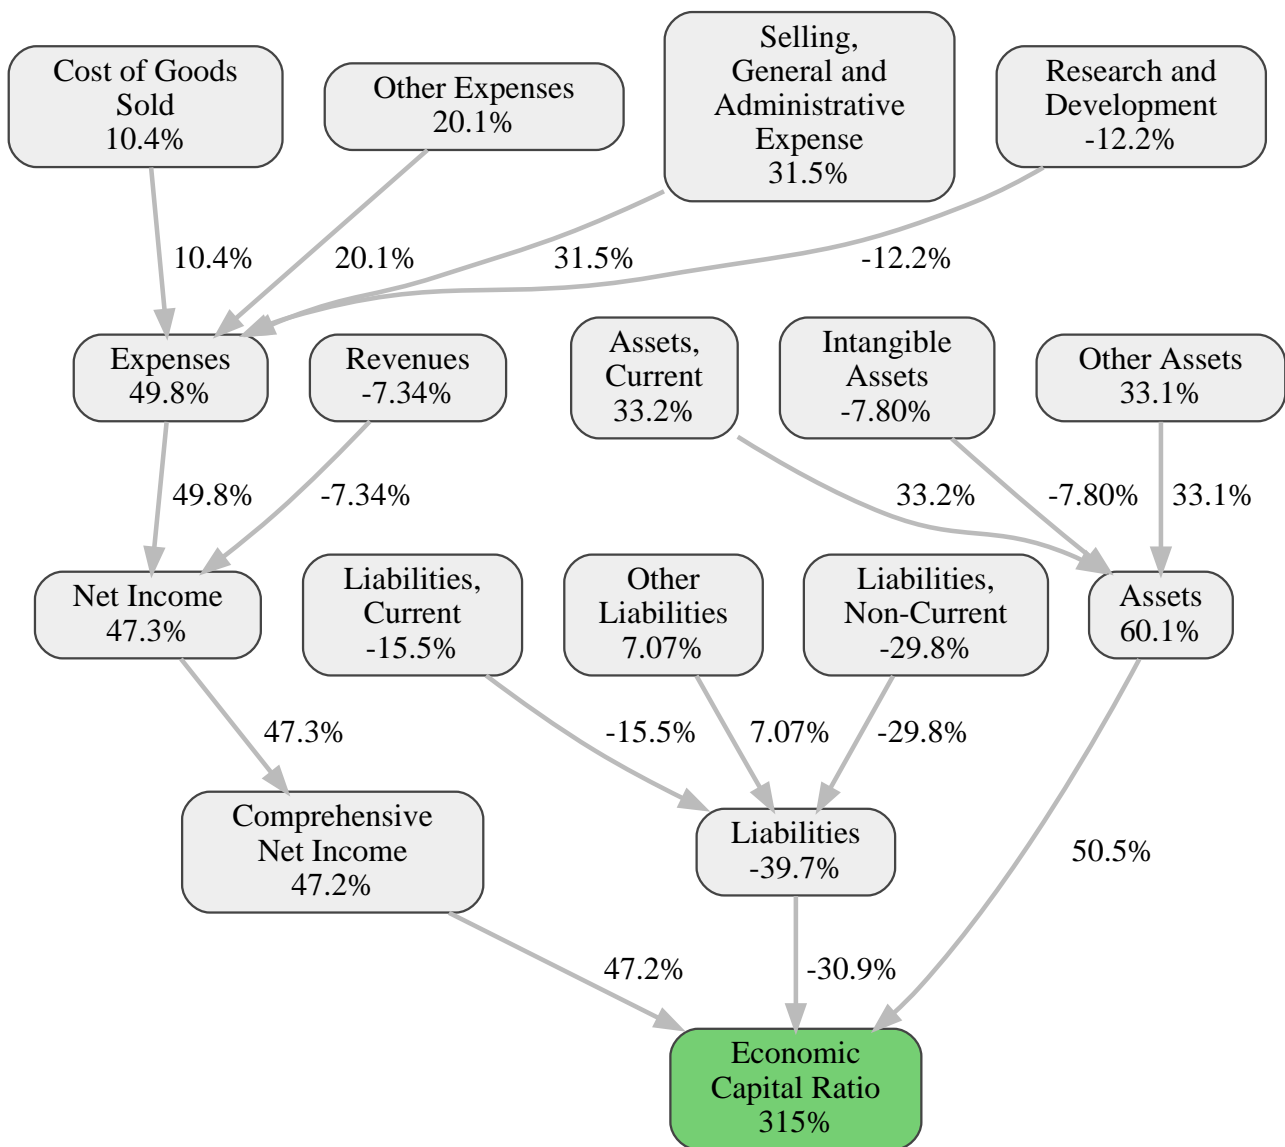 Cost of Goods
Sold
10.4%
Other Expenses
20.1%
Selling,
General and
Administrative
Expense
31.5%
Research and
Development
-12.2%
10.4%
20.1%
31.5%
-12.2%
Expenses
49.8%
Revenues
-7.34%
Assets,
Current
33.2%
Intangible
Assets
-7.80%
Other Assets
33.1%
49.8%
-7.34%
33.2%
-7.80%
33.1%
Net Income
47.3%
Liabilities,
Current
-15.5%
Other
Liabilities
7.07%
Liabilities,
Non-Current
-29.8%
Assets
60.1%
47.3%
-15.5%
7.07%
-29.8%
Comprehensive
Net Income
47.2%
Liabilities
-39.7%
50.5%
47.2%
-30.9%
Economic
Capital Ratio
315%